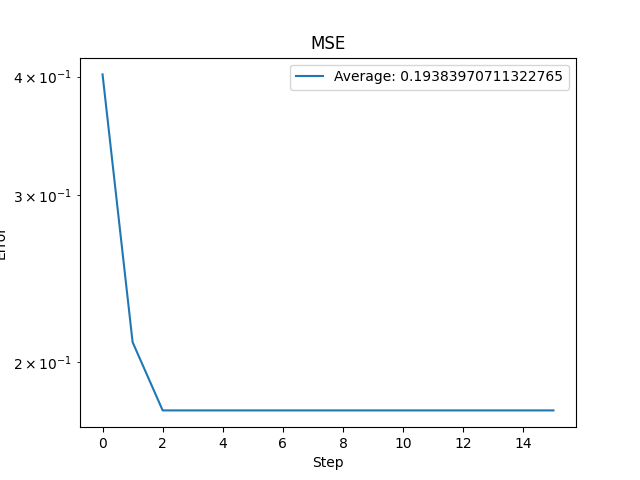 MSE
Average: 0.19383970711322765
4 × 10⁻¹
3 × 10⁻¹
2 × 10⁻¹
Error
0 2 4 6 8 10 12 14
Step